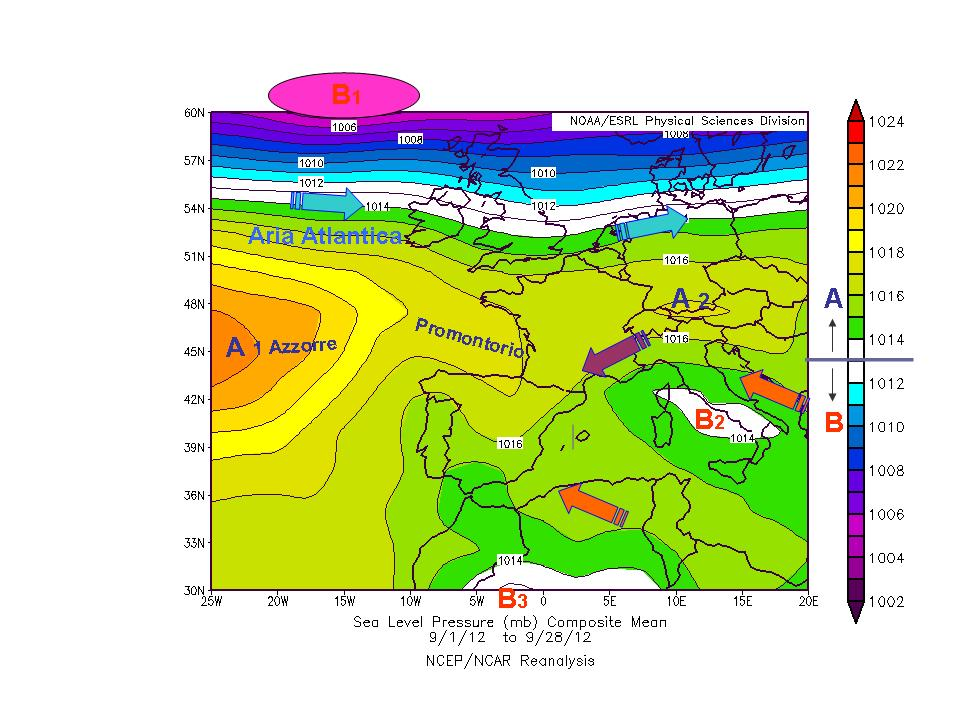 B1
60N
NOAA/ESRL Physical Sciences Division
1024
1006
1008
1008
57N
1010
1010
1022
1012
1012
1014
54N
1020
Aria Atlantica
51N
1016
1018
48N
A 2
A
1016
Promontorio
A 1 Azzorre
45N
1016
1014
42N
1012
B2
B
1014
1010
39N
1016
1008
36N
1006
33N
1014
1004
30N
B3
1002
25W 20W 15W 10W 5W 0 5E 10E 15E 20E
Sea Level Pressure (mb) Composite Mean
9/1/12 to 9/28/12
NCEP/NCAR Reanalysis